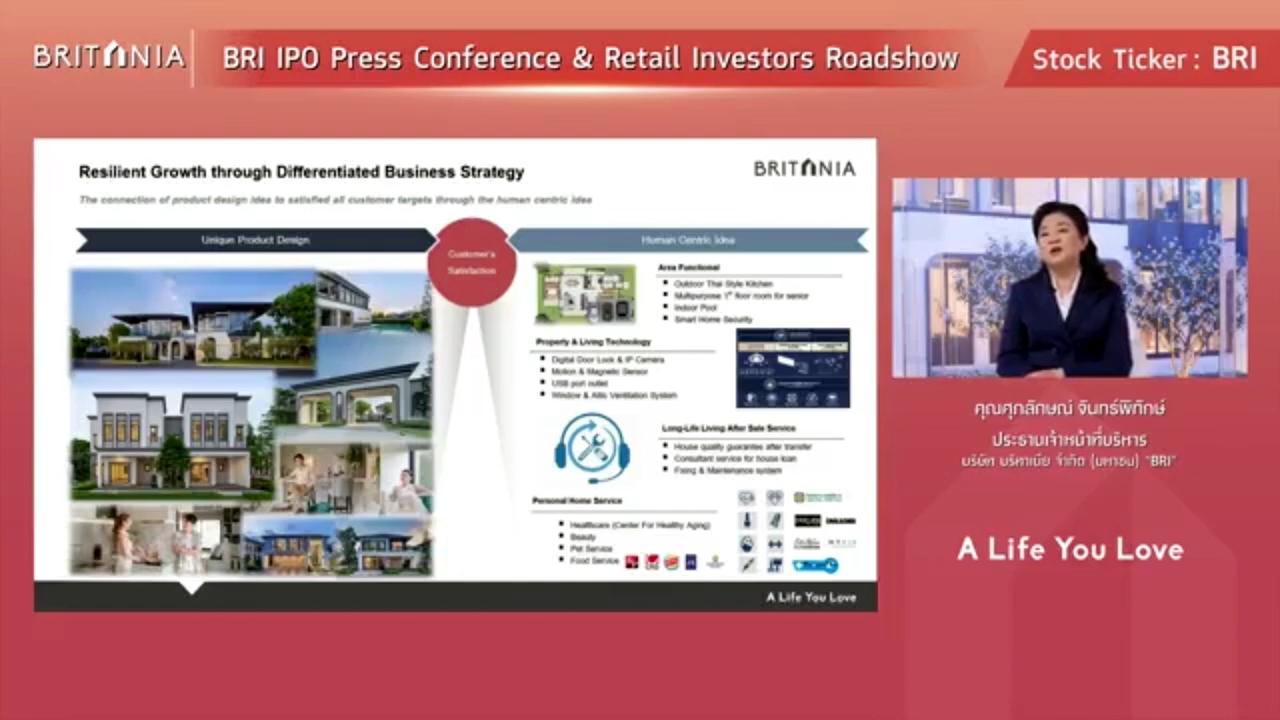 BRITANIA
BRI IPO Press Conference & Retail Investors Roadshow
Stock Ticker : BRI
Resilient Growth through Differentiated Business Strategy
BRITANIA
The connection of product design idea to satisfied all customer targets through the human centric idea
Unique Product Design
Customer's
Satisfaction
Human Centric Idea
Area Functional
Outdoor Thai Style Kitchen
Multipurpose 1st floor room for senior
Indoor Pool
Smart Home Security
Property & Living Technology
Digital Door Lock & IP Camera
Motion & Magnetic Sensor
USB port outlet
Window & Attic Ventilation System
Long-Life Living After Sale Service
House quality guarantee after transfer
Consultant service for house loan
Fixing & Maintenance system
Personal Home Service
Healthcare (Center For Healthy Aging)
Beauty
Pet Service
Food Service
A Life You Love
คุณศุภลักษณ์ จันทร์พิทักษ์
ประธานเจ้าหน้าที่บริหาร
บริษัท บริทาเนีย จำกัด (มหาชน) "BRI"
A Life You Love